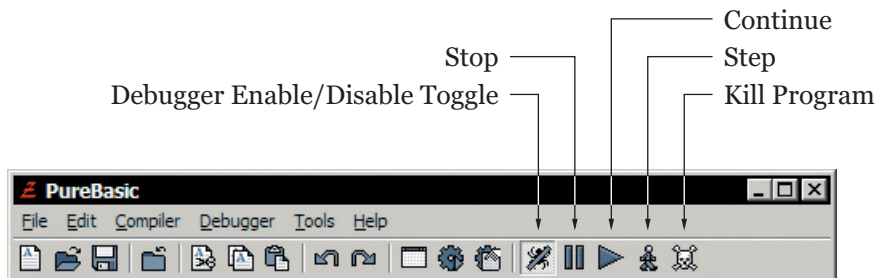 Continue
Stop
Step
Debugger Enable/Disable Toggle
Kill Program
PureBasic
File Edit Compiler Debugger Tools Help